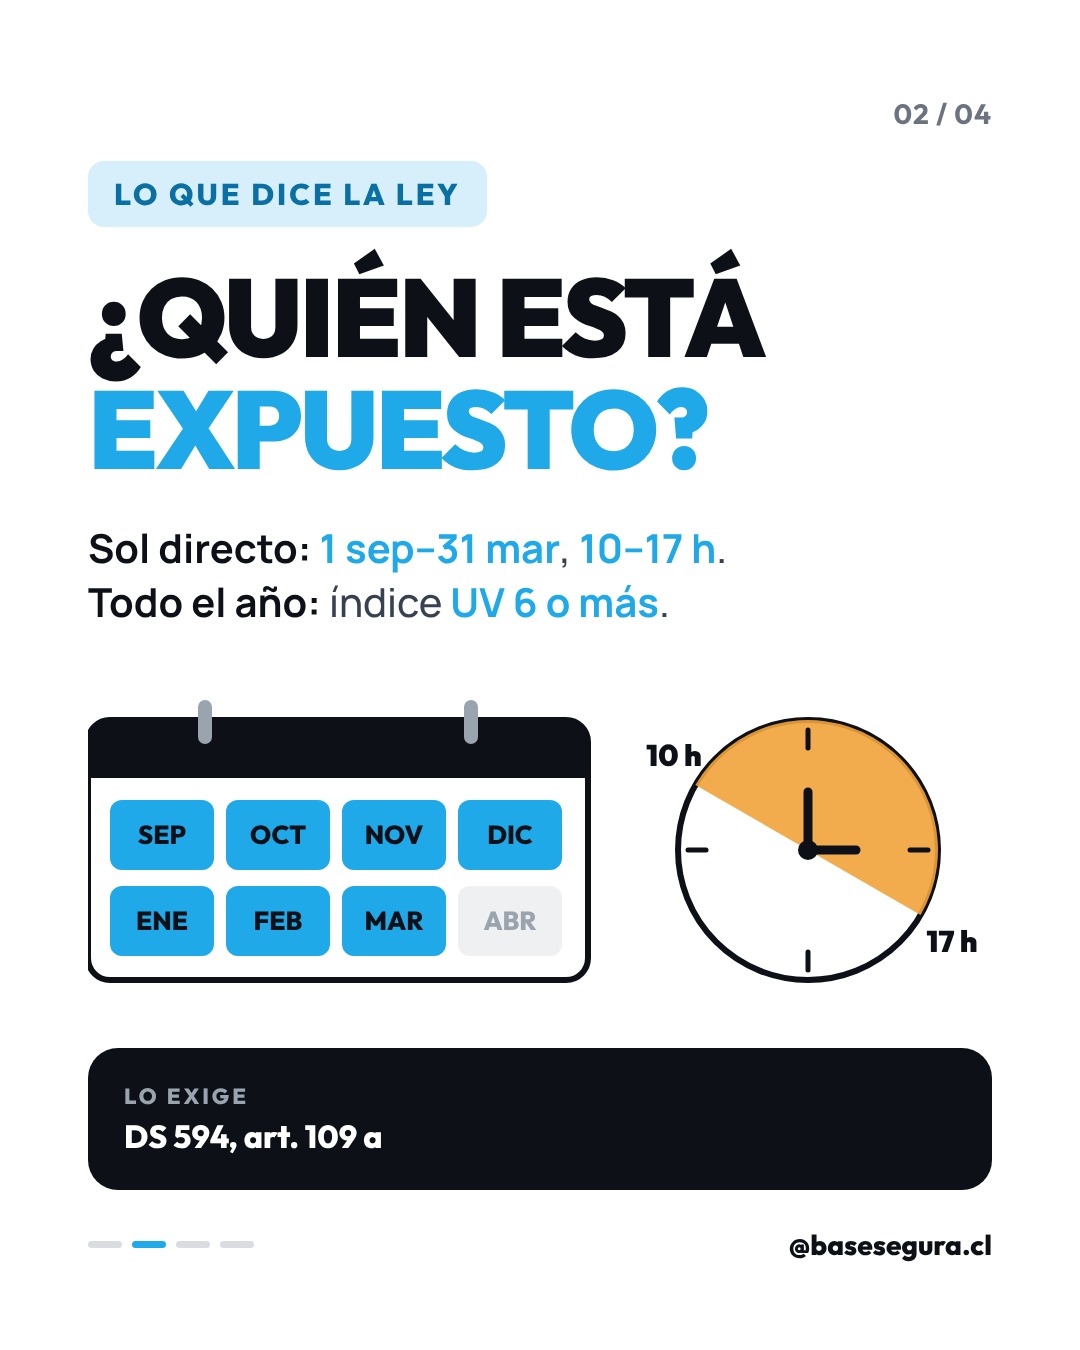 02 / 04
LO QUE DICE LA LEY
¿QUIÉN ESTÁ
EXPUESTO?
Sol directo: 1 sep–31 mar, 10–17 h.
Todo el año: índice UV 6 o más.
SEP OCT NOV DIC
ENE FEB MAR ABR
10 h
17 h
LO EXIGE
DS 594, art. 109 a
@basesegura.cl